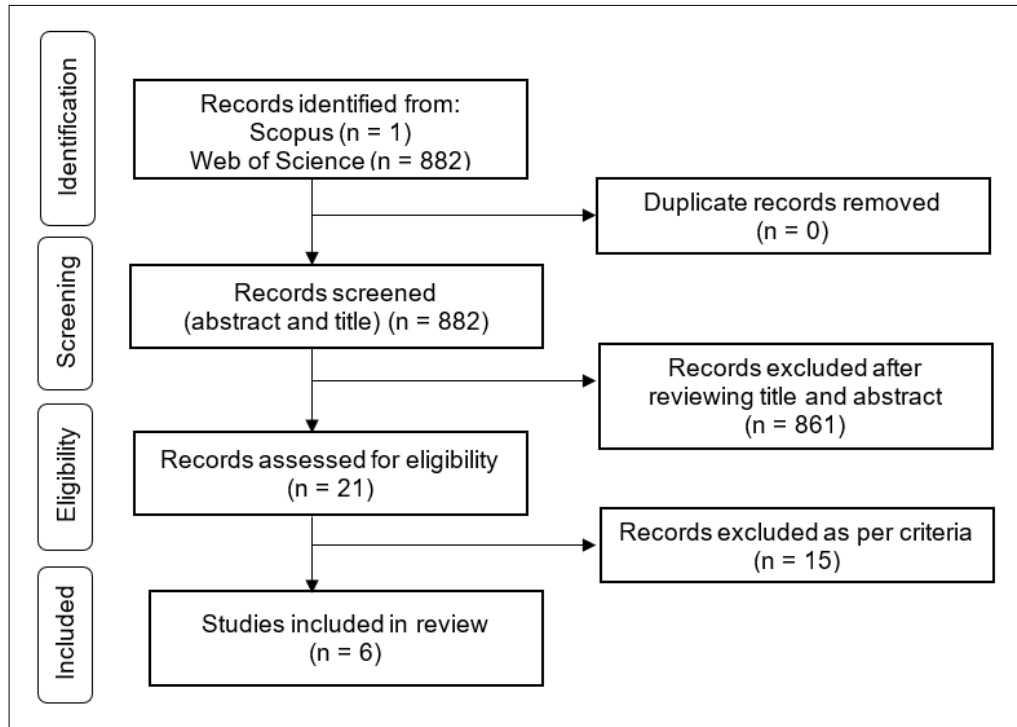 Identification
Records identified from:
Scopus (n = 1)
Web of Science (n = 882)
Duplicate records removed
(n = 0)
Screening
Records screened
(abstract and title) (n = 882)
Records excluded after
reviewing title and abstract
(n = 861)
Eligibility
Records assessed for eligibility
(n = 21)
Records excluded as per criteria
(n = 15)
Included
Studies included in review
(n = 6)